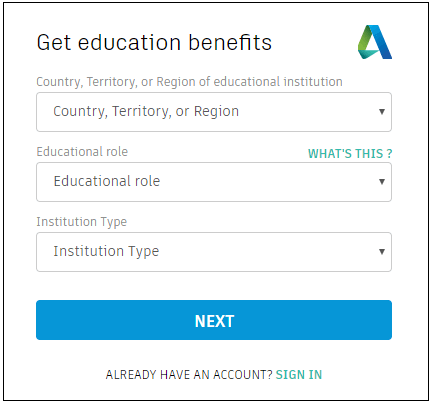 Get education benefits
Country, Territory, or Region of educational institution
Country, Territory, or Region
Educational role
WHAT'S THIS ?
Educational role
Institution Type
Institution Type
NEXT
ALREADY HAVE AN ACCOUNT? SIGN IN